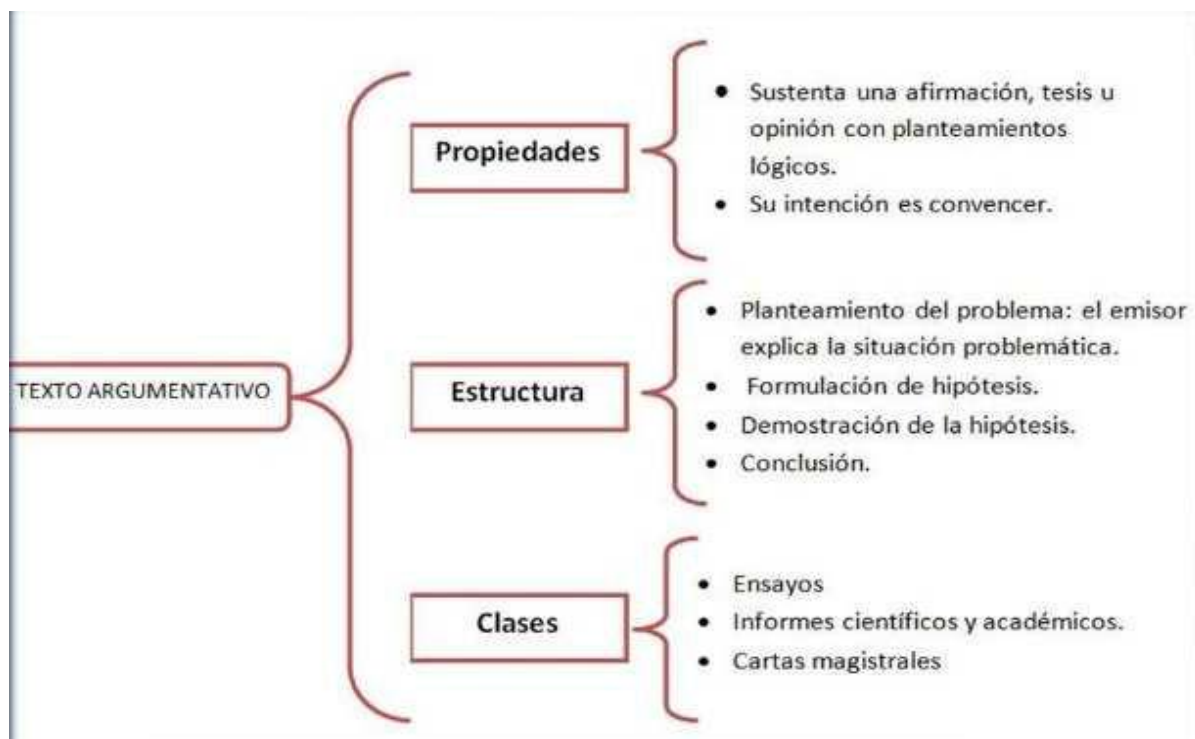 TEXTO ARGUMENTATIVO
Propiedades
• Sustenta una afirmación, tesis u
opinión con planteamientos
lógicos.
• Su intención es convencer.
Estructura
• Planteamiento del problema: el emisor
explica la situación problemática.
• Formulación de hipótesis.
• Demostración de la hipótesis.
• Conclusión.
Clases
• Ensayos
• Informes científicos y académicos.
• Cartas magistrales